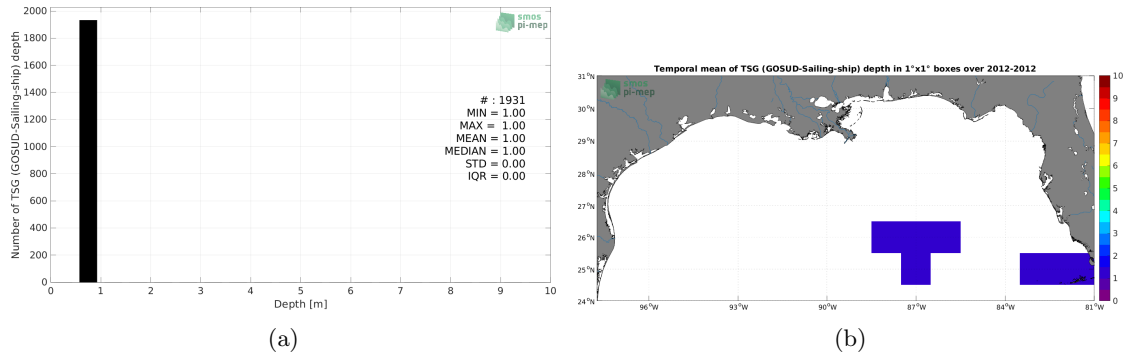 smos
pi-mep
2000
1800
1600
1400
1200
1000
800
600
400
200
0
Number of TSG (GOSUD-Sailing-ship) depth
# : 1931
MIN = 1.00
MAX = 1.00
MEAN = 1.00
MEDIAN = 1.00
STD = 0.00
IQR = 0.00
0 1 2 3 4 5 6 7 8 9 10
Depth [m]
(a)
Temporal mean of TSG (GOSUD-Sailing-ship) depth in 1°x1° boxes over 2012-2012
smos
pi-mep
31°N
30°N
29°N
28°N
27°N
26°N
25°N
24°N
96°W 93°W 90°W 87°W 84°W 81°W
10
9
8
7
6
5
4
3
2
1
0
(b)